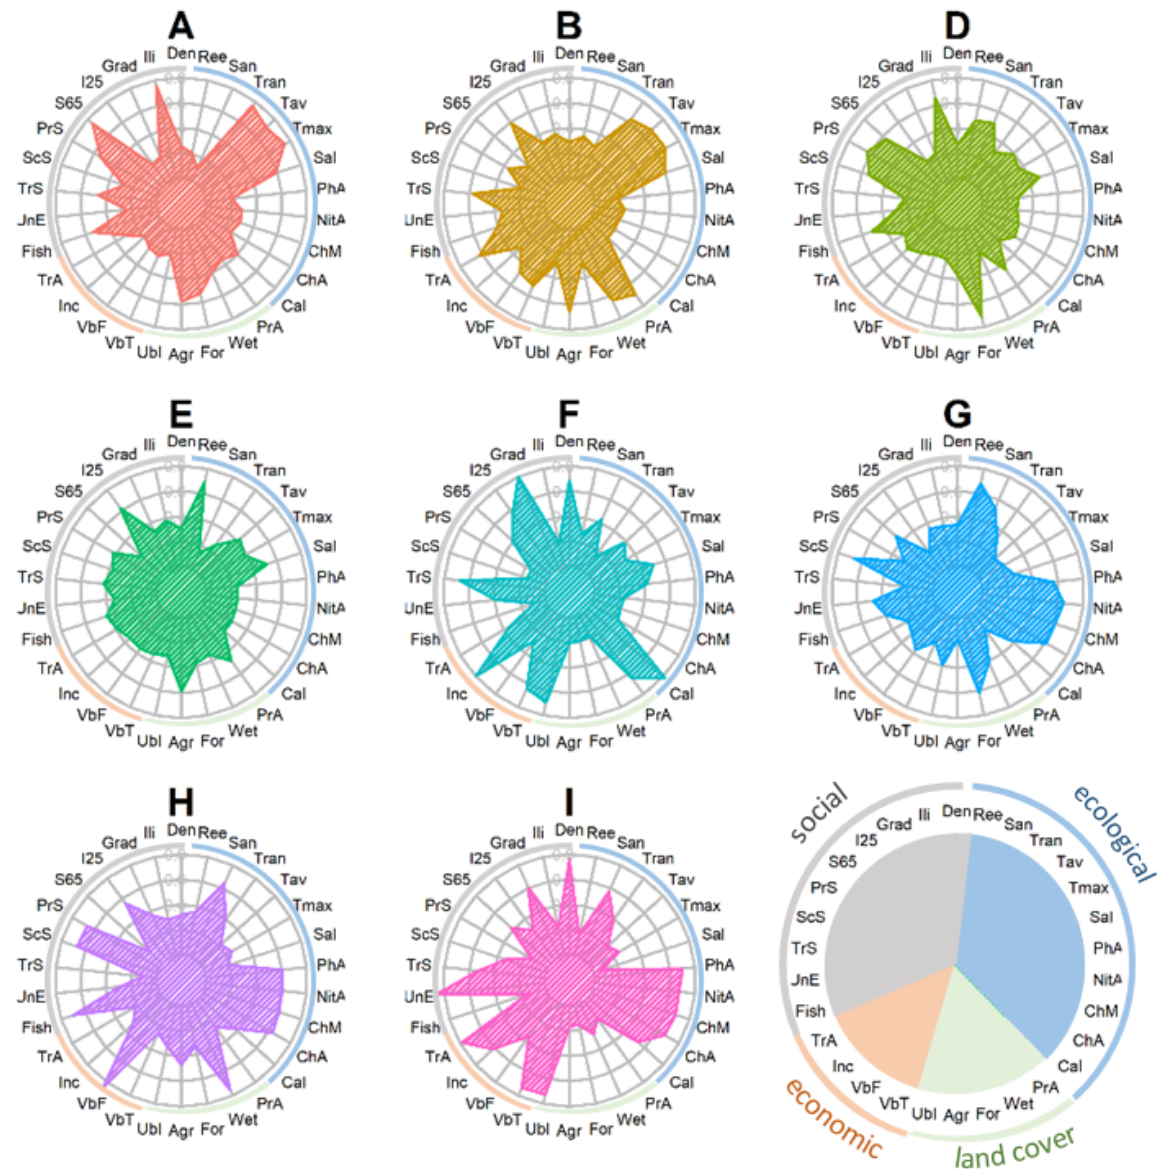 A
Den Ree San Tran Tav Tmax Sal PhA NitA ChM ChA Cal PrA Wet For Agr Ubl VbT VbF Inc TrA Fish JnE TrS ScS PrS S65 I25 Grad Ili
B
Den Ree San Tran Tav Tmax Sal PhA NitA ChM ChA Cal PrA Wet For Agr Ubl VbT VbF Inc TrA Fish UnE TrS ScS PrS S65 I25 Grad Ili
D
Den Ree San Tran Tav Tmax Sal PhA NitA ChM ChA Cal PrA Wet For Agr Ubl VbT VbF Inc TrA Fish JnE TrS ScS PrS S65 I25 Grad Ili
E
Den Ree San Tran Tav Tmax Sal PhA NitA ChM ChA Cal PrA Wet For Agr Ubl VbT VbF Inc TrA Fish JnE TrS ScS PrS S65 I25 Grad Ili
F
Den Ree San Tran Tav Tmax Sal PhA NitA ChM ChA Cal PrA Wet For Agr Ubl VbT VbF Inc TrA Fish UnE TrS ScS PrS S65 I25 Grad Ili
G
Den Ree San Tran Tav Tmax Sal PhA NitA ChM ChA Cal PrA Wet For Agr Ubl VbT VbF Inc TrA Fish JnE TrS ScS PrS S65 I25 Grad Ili
H
Den Ree San Tran Tav Tmax Sal PhA NitA ChM ChA Cal PrA Wet For Agr Ubl VbT VbF Inc TrA Fish JnE TrS ScS PrS S65 I25 Grad Ili
I
Den Ree San Tran Tav Tmax Sal PhA NitA ChM ChA Cal PrA Wet For Agr Ubl VbT VbF Inc TrA Fish UnE TrS ScS PrS S65 I25 Grad Ili
social
ecological
Den Ree San Tran Tav Tmax Sal PhA NitA ChM ChA Cal PrA Wet For Agr Ubl VbT VbF Inc TrA Fish JnE TrS ScS PrS S65 I25 Grad Ili
economic
land cover